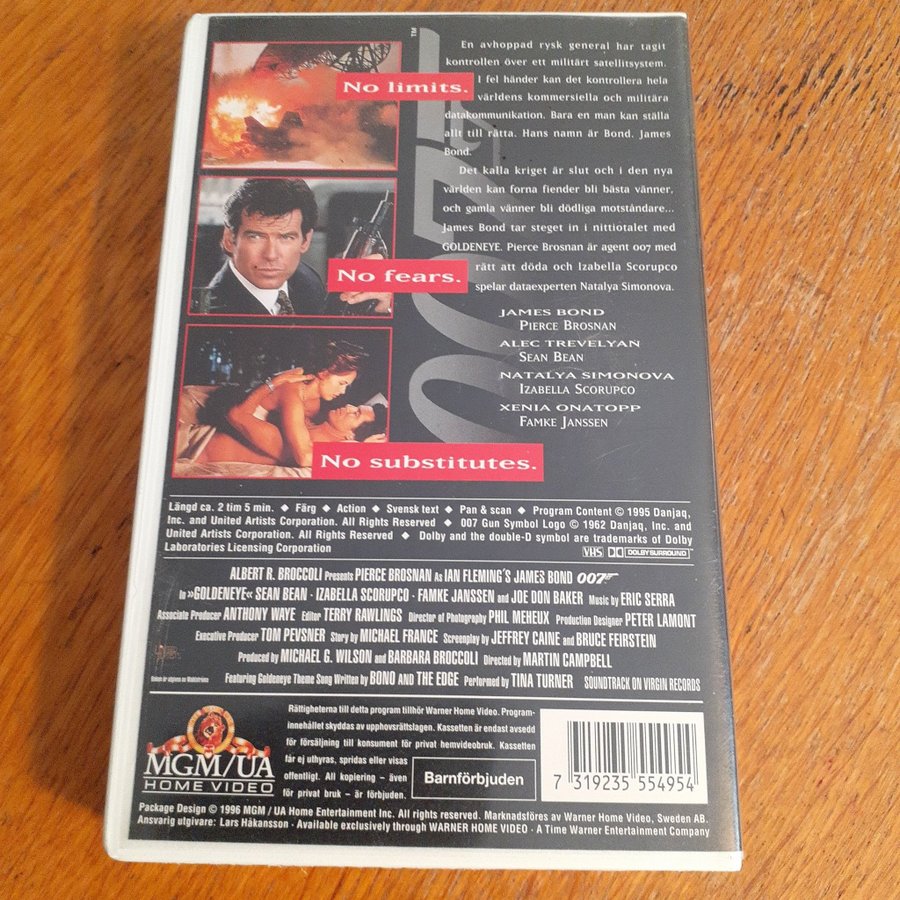 TM
En avhoppad rysk general har tagit
kontrollen över ett militärt satellitsystem.
No limits.
I fel händer kan det kontrollera hela
världens kommersiella och militära
datakommunikation. Bara en man kan ställa
allt till rätta. Hans namn är Bond. James
Bond.
Det kalla kriget är slut och i den nya
världen kan forna fiender bli bästa vänner,
och gamla vänner bli dödliga motståndare...
James Bond tar steget in i nittiotalet med
GOLDENEYE. Pierce Brosnan är agent 007 med
No fears.
rätt att döda och Izabella Scorupco
spelar dataexperten Natalya Simonova.
007
JAMES BOND
PIERCE BROSNAN
ALEC TREVELYAN
SEAN BEAN
NATALYA SIMONOVA
IZABELLA SCORUPCO
XENIA ONATOPP
FAMKE JANSSEN
No substitutes.
Längd ca. 2 tim 5 min. ◆ Färg ◆ Action ◆ Svensk text ◆ Pan & scan ◆ Program Content © 1995 Danjaq,
Inc. and United Artists Corporation. All Rights Reserved ◆ 007 Gun Symbol Logo © 1962 Danjaq, Inc. and
United Artists Corporation. All Rights Reserved ◆ Dolby and the double-D symbol are trademarks of Dolby
Laboratories Licensing Corporation
VHS DOLBY SURROUND
ALBERT R. BROCCOLI PRESENTS PIERCE BROSNAN AS IAN FLEMING'S JAMES BOND 007
IN »GOLDENEYE« SEAN BEAN · IZABELLA SCORUPCO · FAMKE JANSSEN AND JOE DON BAKER Music by ERIC SERRA
Associate Producer ANTHONY WAYE Editor TERRY RAWLINGS Director of Photography PHIL MEHEUX Production Designer PETER LAMONT
Executive Producer TOM PEVSNER Story by MICHAEL FRANCE Screenplay by JEFFREY CAINE and BRUCE FEIRSTEIN
Produced by MICHAEL G. WILSON and BARBARA BROCCOLI Directed by MARTIN CAMPBELL
Boken är utgiven av Wahlströms
Featuring Goldeneye Theme Song Written by BONO AND THE EDGE Performed by TINA TURNER SOUNDTRACK ON VIRGIN RECORDS
MGM/UA
HOME VIDEO
Rättigheterna till detta program tillhör Warner Home Video. Program-
innehållet skyddas av upphovsrättslagen. Kassetten är endast avsedd
för försäljning till konsument för privat hemvideobruk. Kassetten
får ej uthyras, spridas eller visas
offentligt. All kopiering – även
för privat bruk – är förbjuden.
Barnförbjuden
7 319235 554954
Package Design © 1996 MGM / UA Home Entertainment Inc. All rights reserved. Marknadsföres av Warner Home Video, Sweden AB.
Ansvarig utgivare: Lars Håkansson - Available exclusively through WARNER HOME VIDEO - A Time Warner Entertainment Company